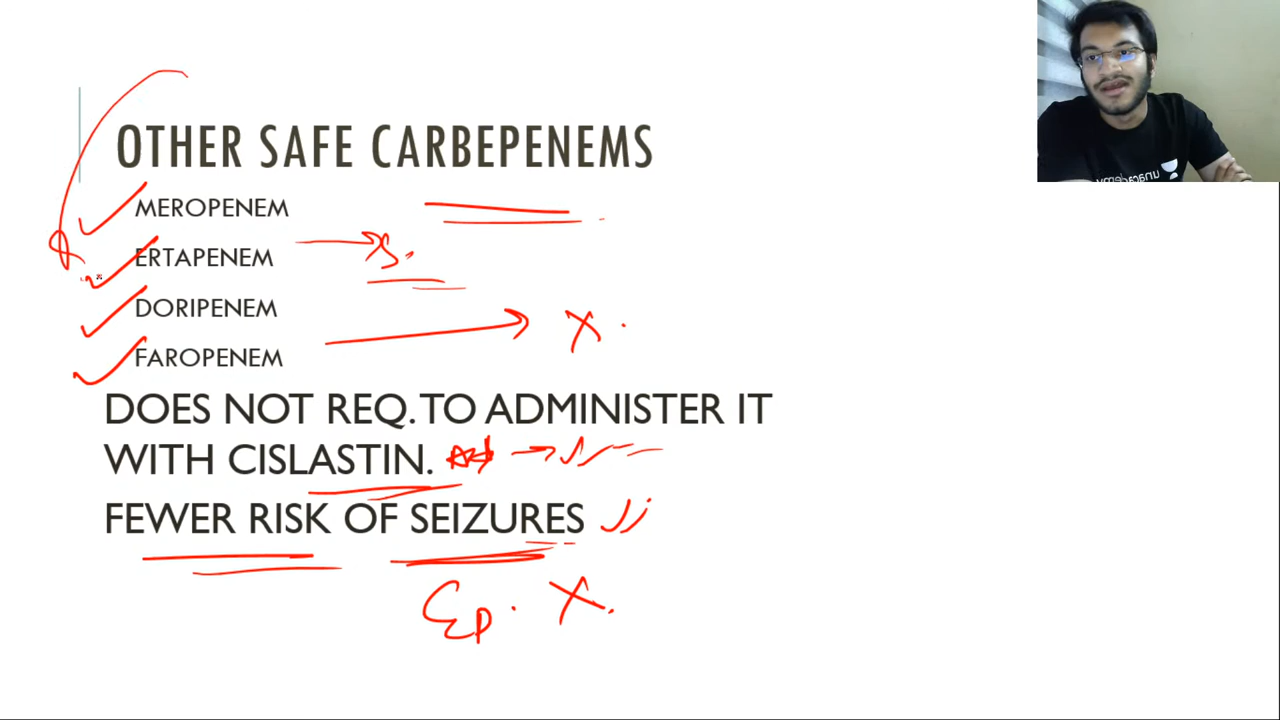 OTHER SAFE CARBEPENEMS
MEROPENEM
ERTAPENEM
DORIPENEM
FAROPENEM
DOES NOT REQ. TO ADMINISTER IT
WITH CISLASTIN.
FEWER RISK OF SEIZURES
Ep. X.